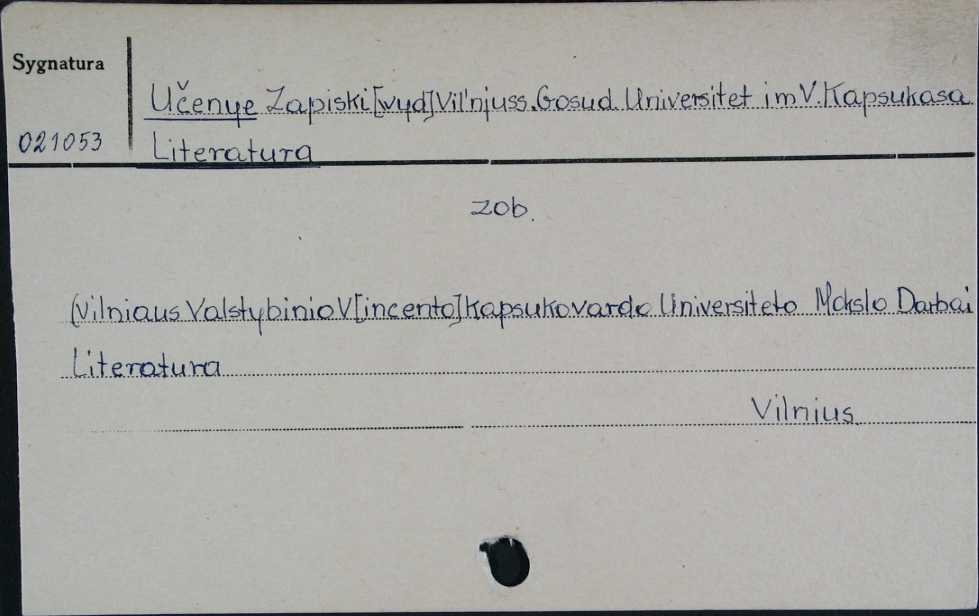 Sygnatura
Učenye Zapiski [wyd] Vil'njuss. Gosud. Universitet im V. Kapsukasa
021053
Literatura
zob.
(Vilniaus Valstybinio V[incento] Kapsuko vardo Universiteto Mokslo Darbai
Literatura
Vilnius.